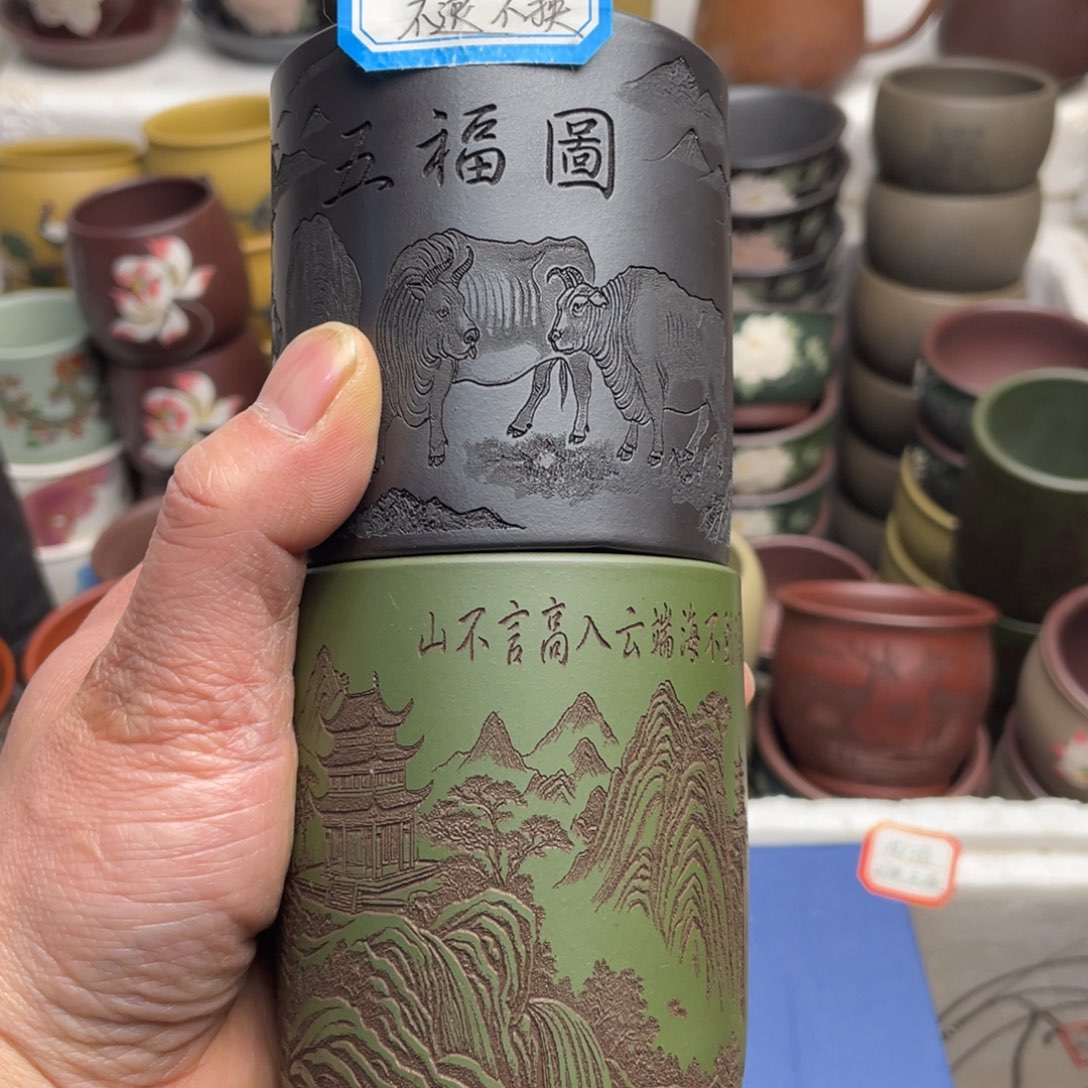 不退 不换
五福圖
山不言高入云端海不